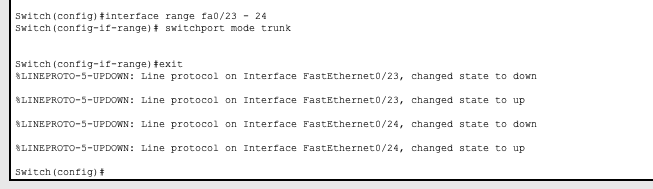 Switch(config)#interface range fa0/23 - 24
Switch(config-if-range)# switchport mode trunk
Switch(config-if-range)#exit
%LINEPROTO-5-UPDOWN: Line protocol on Interface FastEthernet0/23, changed state to down
%LINEPROTO-5-UPDOWN: Line protocol on Interface FastEthernet0/23, changed state to up
%LINEPROTO-5-UPDOWN: Line protocol on Interface FastEthernet0/24, changed state to down
%LINEPROTO-5-UPDOWN: Line protocol on Interface FastEthernet0/24, changed state to up
Switch(config)#